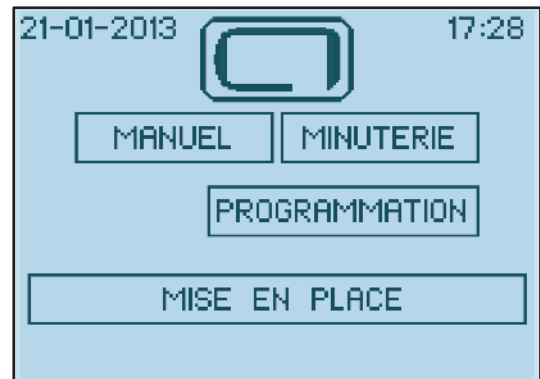 21-01-2013 17:28
MANUEL MINUTERIE
PROGRAMMATION
MISE EN PLACE